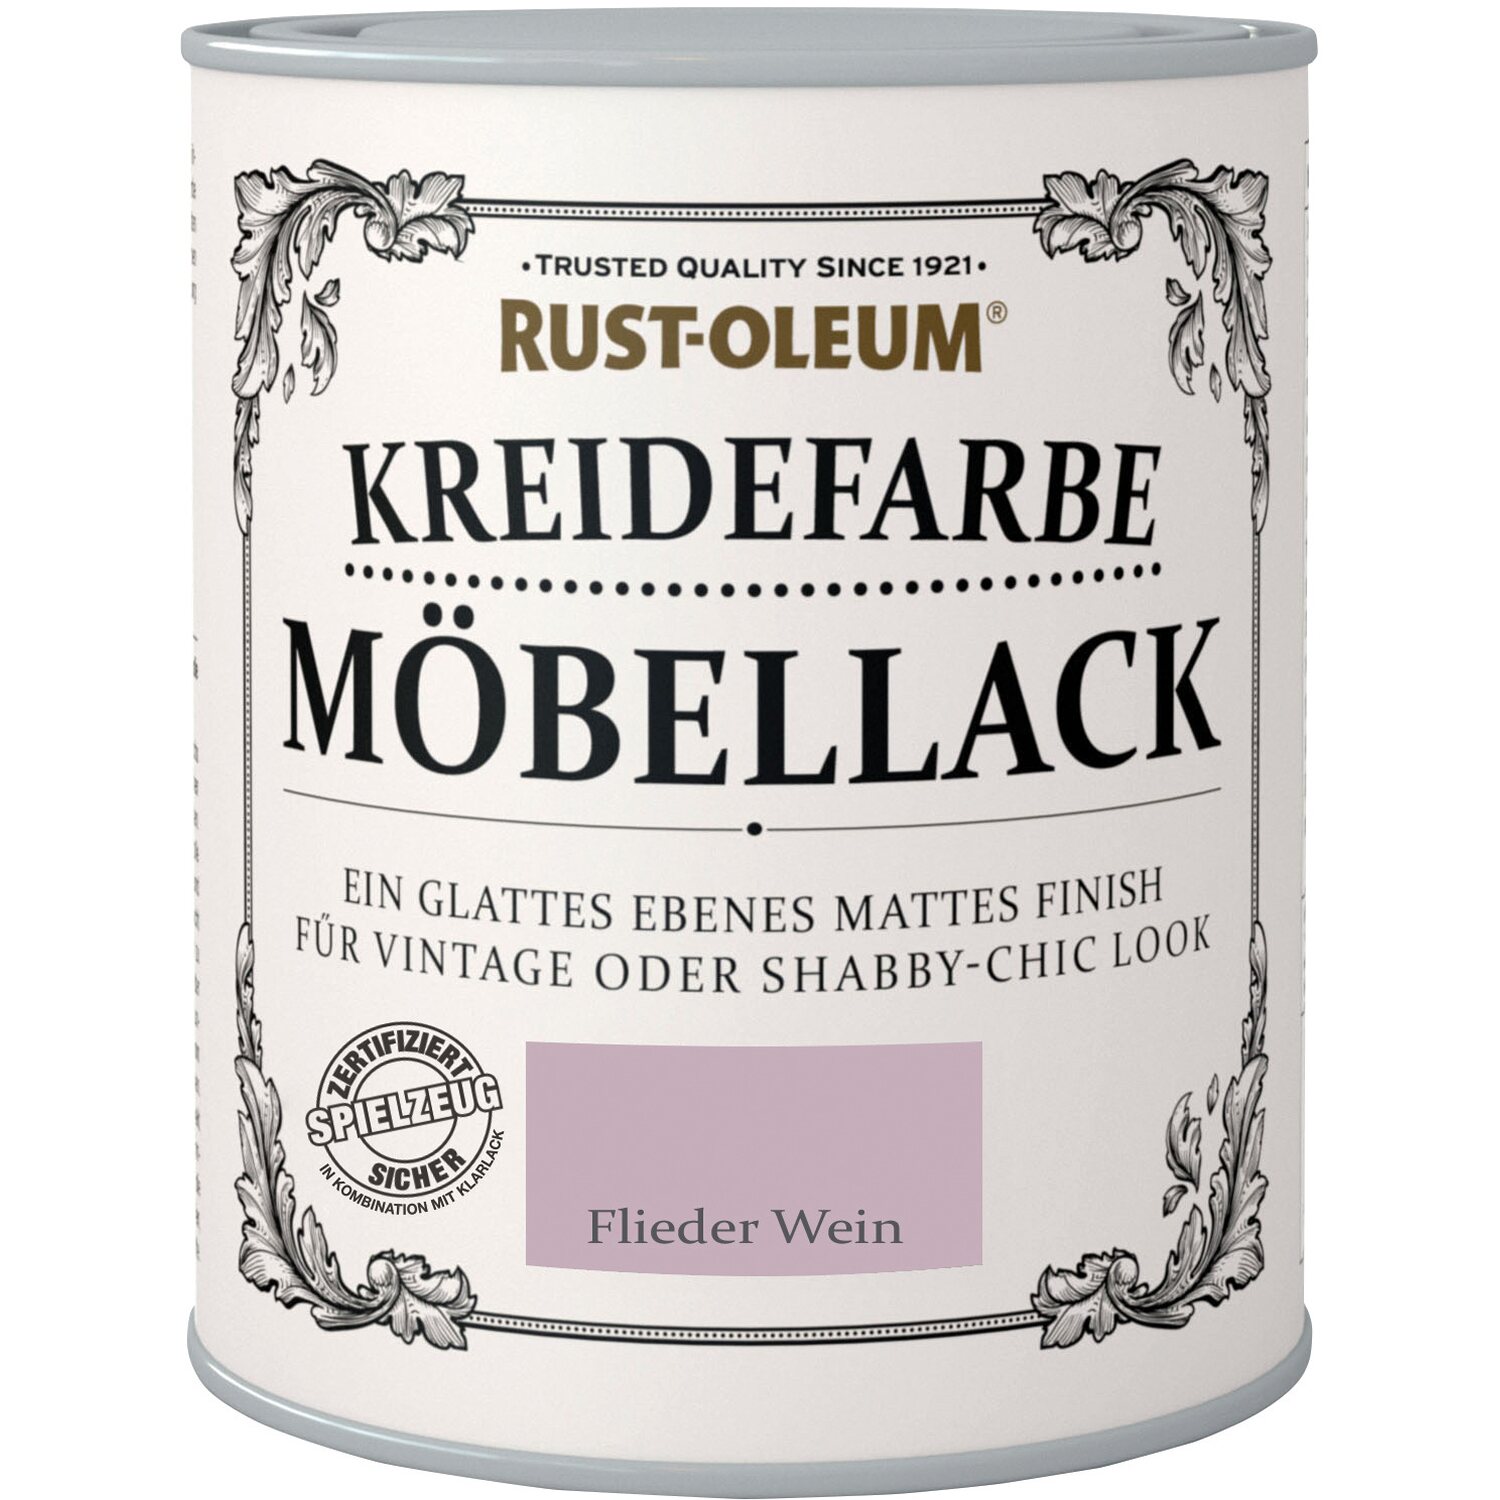 •TRUSTED QUALITY SINCE 1921•
RUST-OLEUM®
KREIDEFARBE
MÖBELLACK
EIN GLATTES EBENES MATTES FINISH
FŰR VINTAGE ODER SHABBY-CHIC LOOK
ZERTIFIZIERT
SPIELZEUG
SICHER
IN KOMBINATION MIT KLARLACK
Flieder Wein